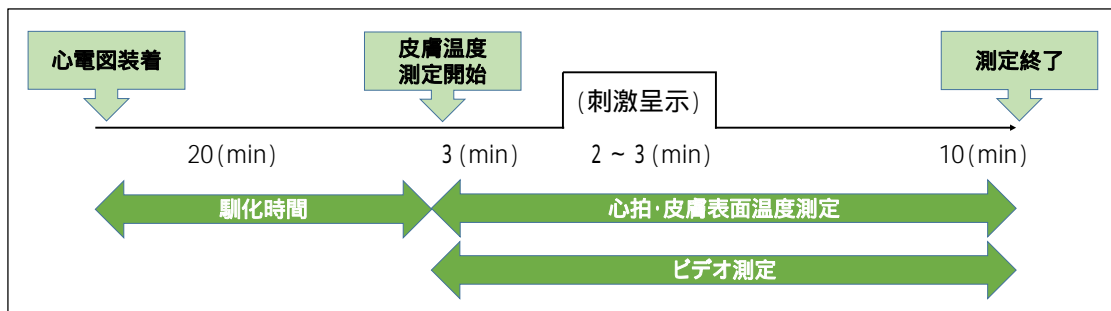 心電図装着
皮膚温度
測定開始
測定終了
(刺激呈示)
20(min)
3 (min)
2 ~ 3 (min)
10(min)
馴化時間
心拍・皮膚表面温度測定
ビデオ測定